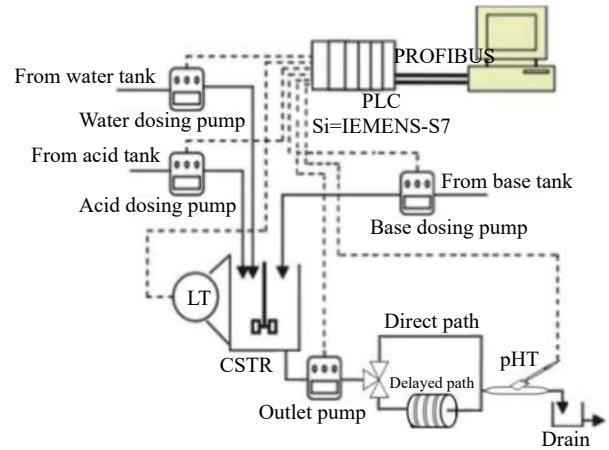 PROFIBUS
From water tank
PLC
Water dosing pump
Si=IEMENS-S7
From acid tank
From base tank
Acid dosing pump
Base dosing pump
LT
Direct path
CSTR
pHT
Delayed path
Outlet pump
Drain